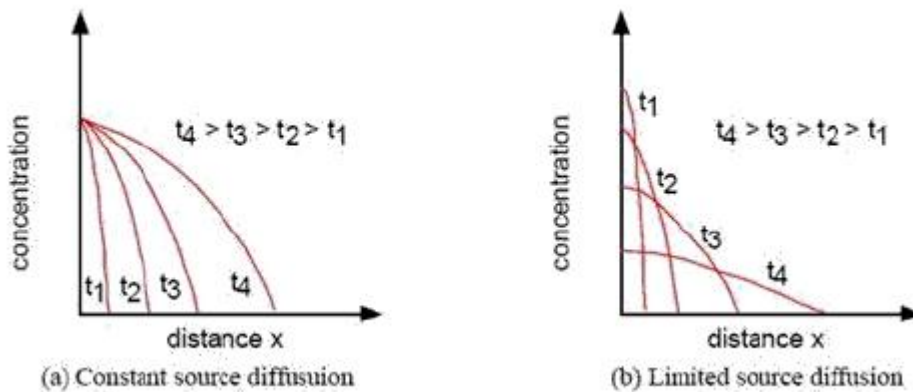 concentration
t4 > t3 > t2 > t1
t1
t2
t3
t4
distance x
(a) Constant source diffusuion
concentration
t1
t4 > t3 > t2 > t1
t2
t3
t4
distance x
(b) Limited source diffusion